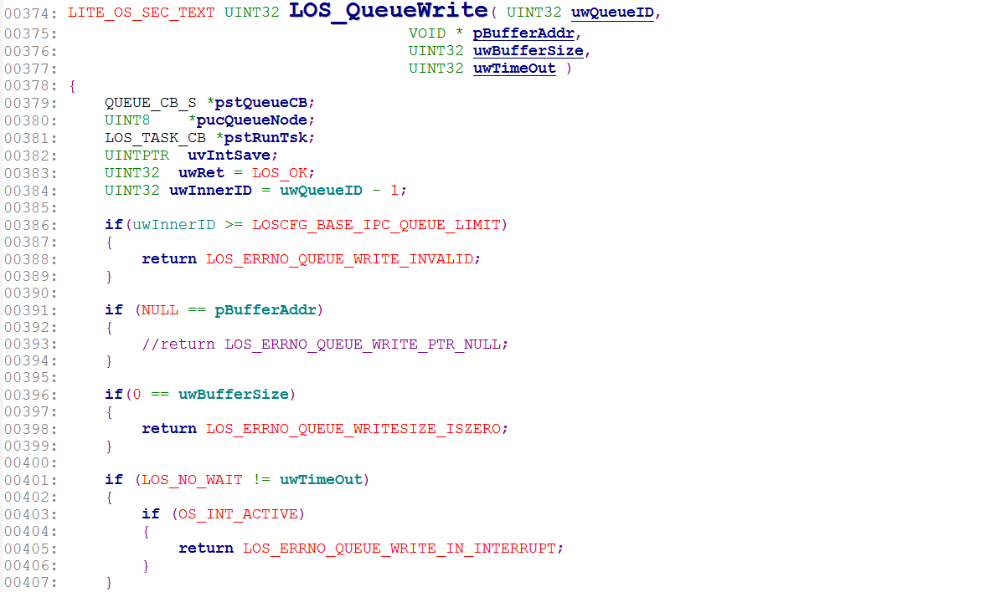 00374: LITE_OS_SEC_TEXT UINT32 LOS_QueueWrite( UINT32 uwQueueID,
00375: VOID * pBufferAddr,
00376: UINT32 uwBufferSize,
00377: UINT32 uwTimeOut )
00378: {
00379: QUEUE_CB_S *pstQueueCB;
00380: UINT8 *pucQueueNode;
00381: LOS_TASK_CB *pstRunTsk;
00382: UINTPTR uvIntSave;
00383: UINT32 uwRet = LOS_OK;
00384: UINT32 uwInnerID = uwQueueID - 1;
00385:
00386: if(uwInnerID >= LOSCFG_BASE_IPC_QUEUE_LIMIT)
00387: {
00388: return LOS_ERRNO_QUEUE_WRITE_INVALID;
00389: }
00390:
00391: if (NULL == pBufferAddr)
00392: {
00393: //return LOS_ERRNO_QUEUE_WRITE_PTR_NULL;
00394: }
00395:
00396: if(0 == uwBufferSize)
00397: {
00398: return LOS_ERRNO_QUEUE_WRITESIZE_ISZERO;
00399: }
00400:
00401: if (LOS_NO_WAIT != uwTimeOut)
00402: {
00403: if (OS_INT_ACTIVE)
00404: {
00405: return LOS_ERRNO_QUEUE_WRITE_IN_INTERRUPT;
00406: }
00407: }